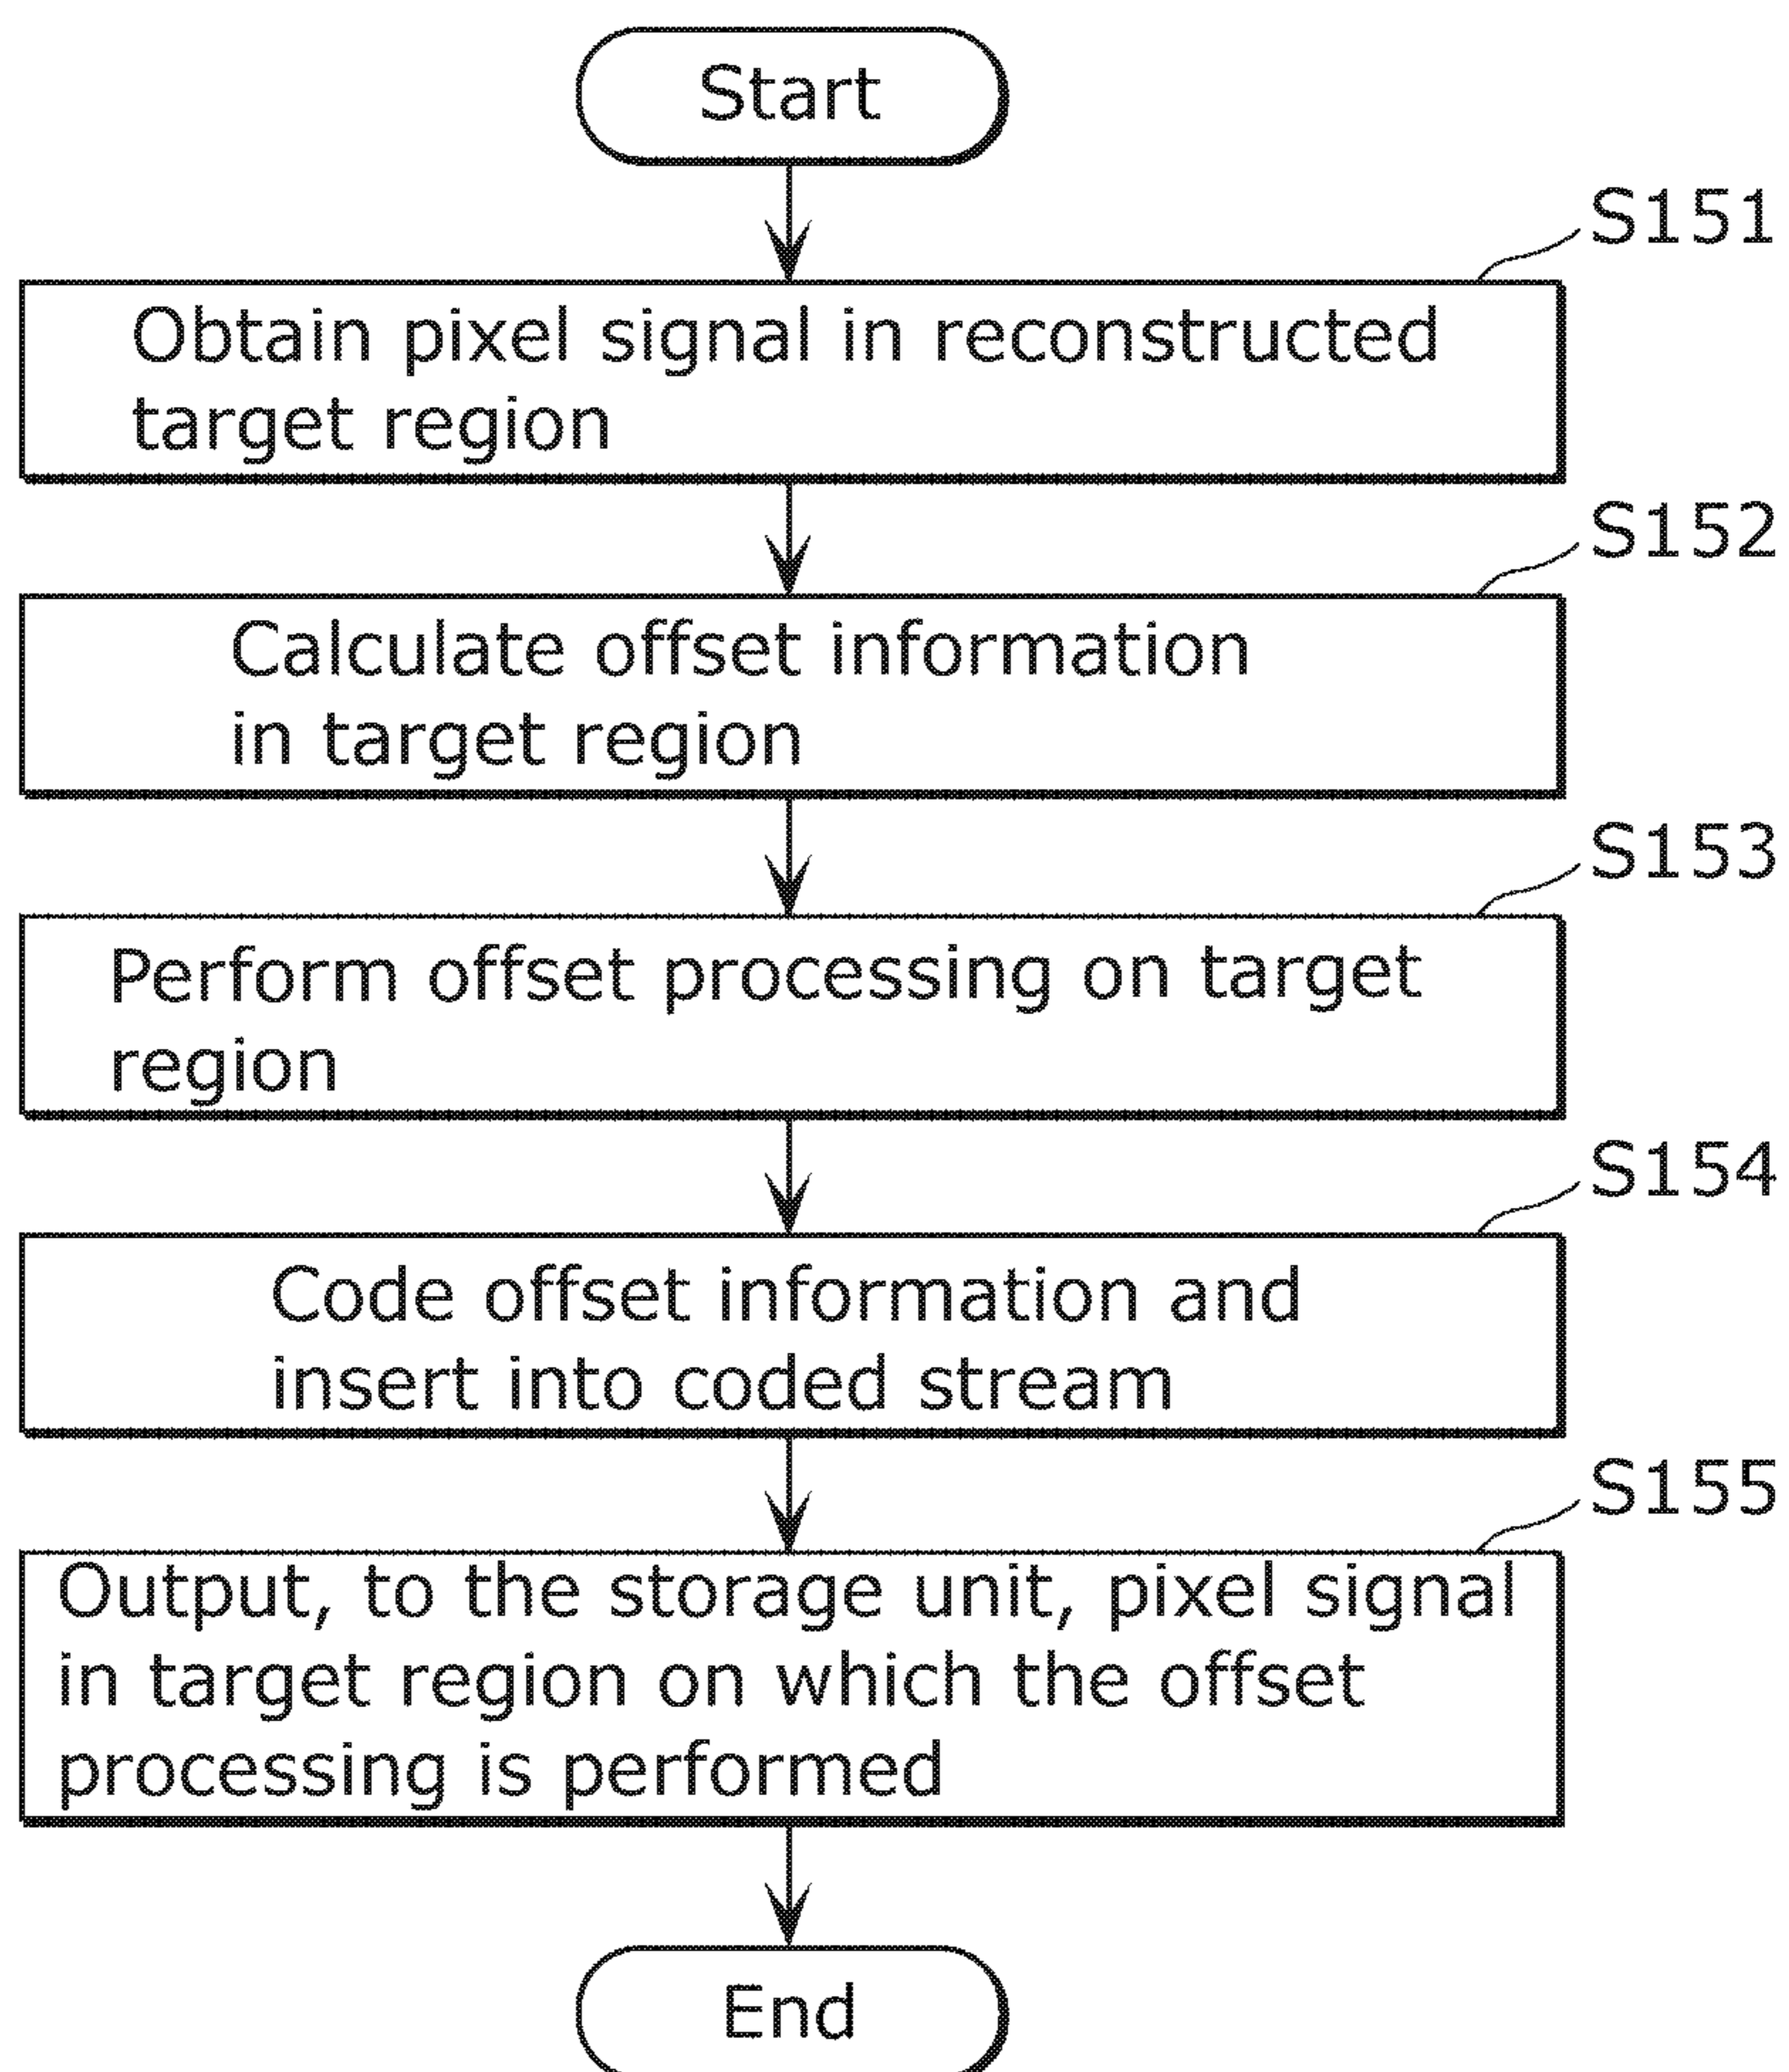 Start
S151
Obtain pixel signal in reconstructed
target region
S152
Calculate offset information
in target region
S153
Perform offset processing on target
region
S154
Code offset information and
insert into coded stream
S155
Output, to the storage unit, pixel signal
in target region on which the offset
processing is performed
End